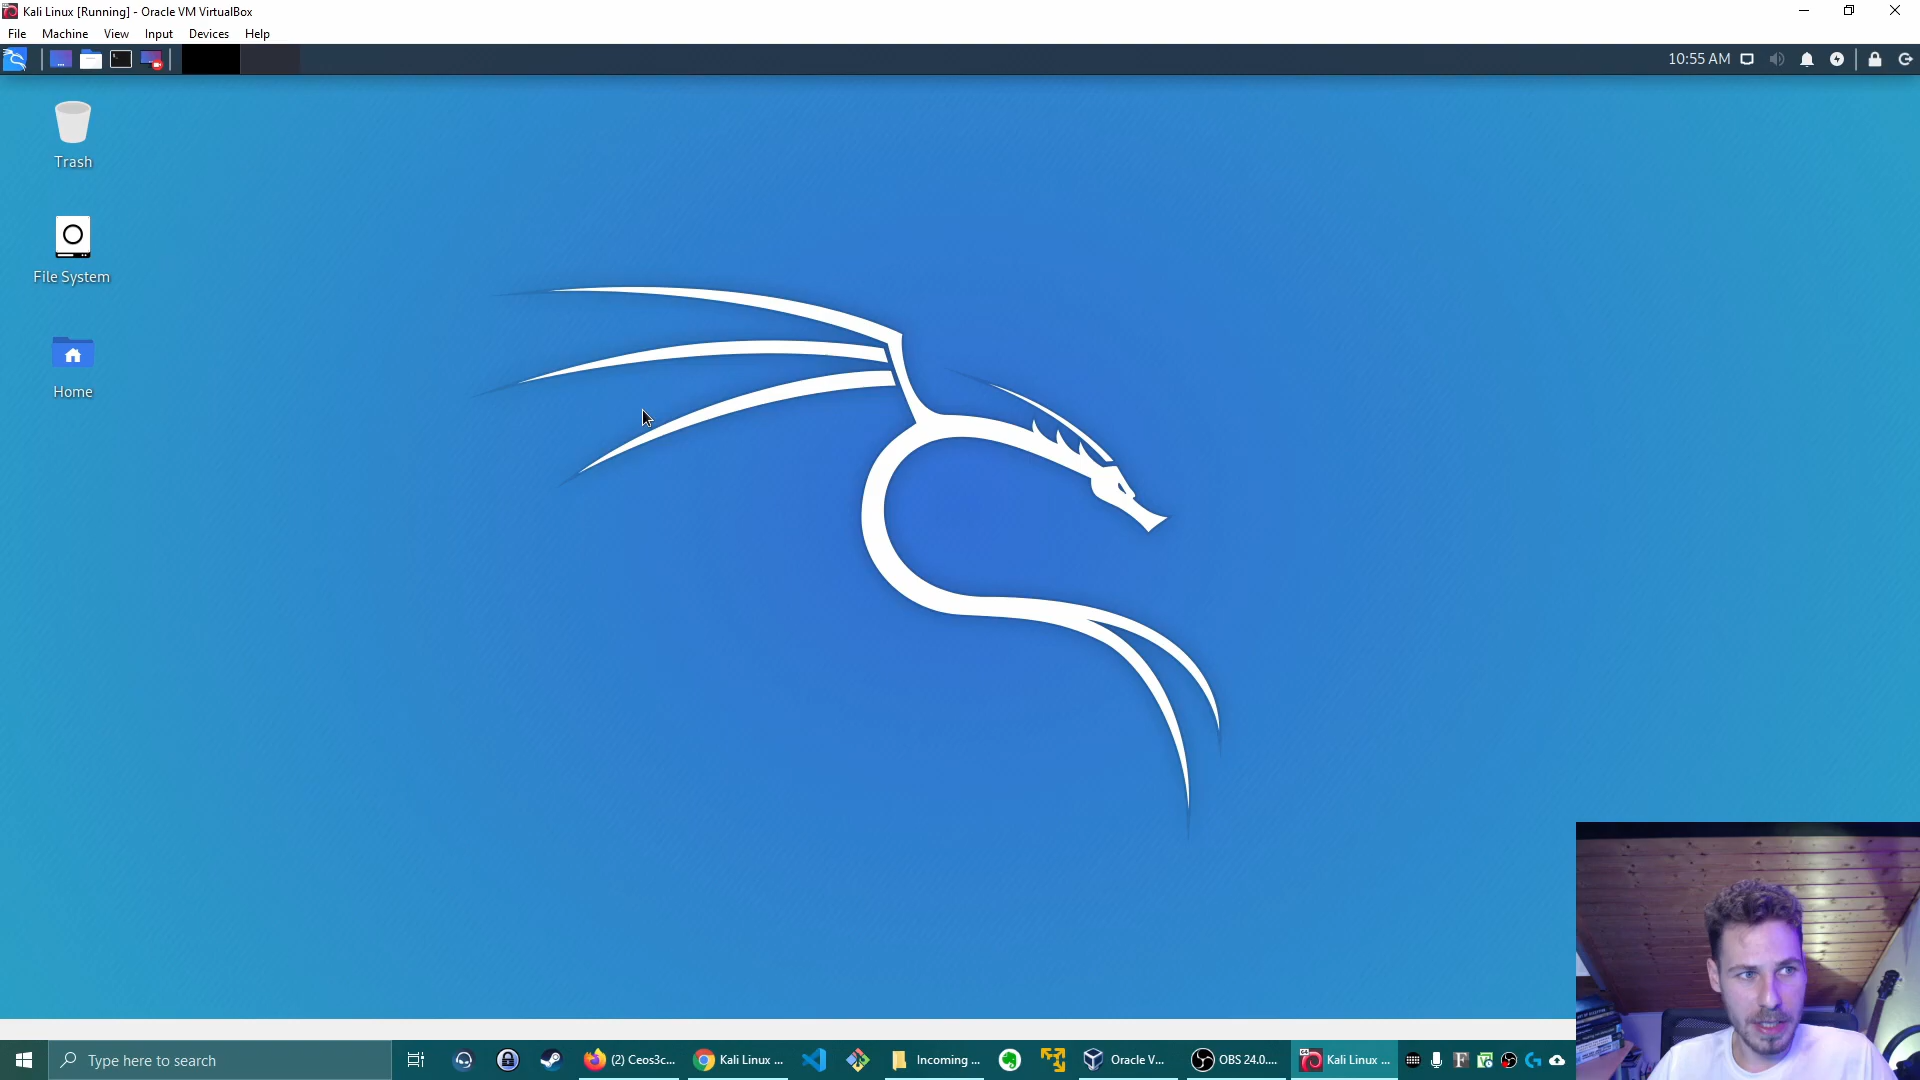 Kali Linux [Running] - Oracle VM VirtualBox
File Machine View Input Devices Help
10:55 AM
Trash
File System
Home
Type here to search
(2) Ceos3c...
Kali Linux ...
Incoming ...
Oracle V...
OBS 24.0....
Kali Linux ...